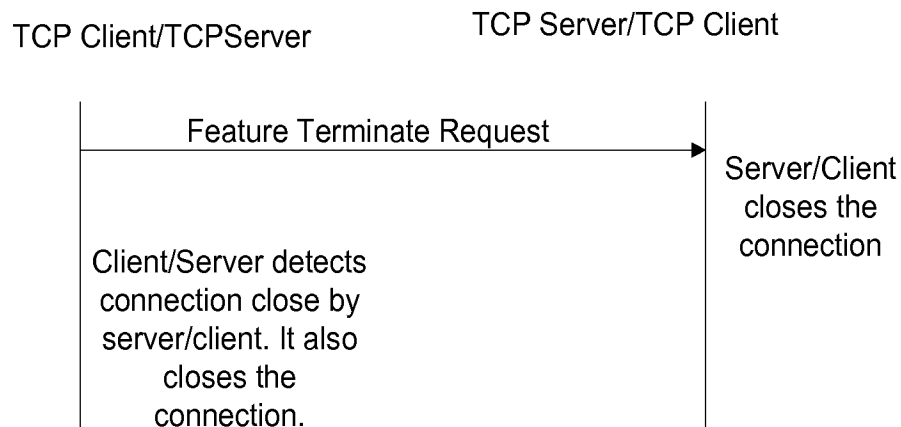 TCP Client/TCPServer
TCP Server/TCP Client
Feature Terminate Request
Server/Client
closes the
connection
Client/Server detects
connection close by
server/client. It also
closes the
connection.